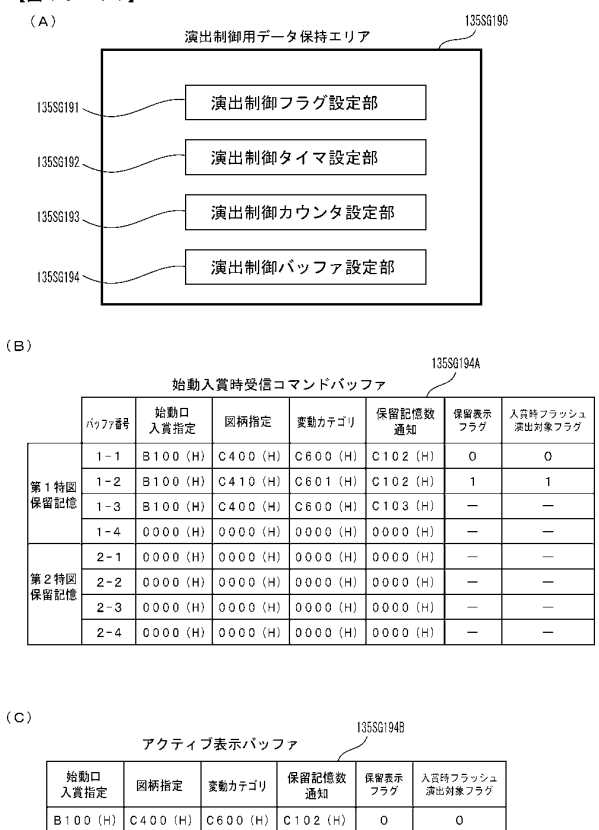 (A)
135SG190
演出制御用データ保持エリア
135SG191
演出制御フラグ設定部
135SG192
演出制御タイマ設定部
135SG193
演出制御カウンタ設定部
135SG194
演出制御バッファ設定部
(B)
135SG194A
始動入賞時受信コマンドバッファ
バッファ番号 始動口入賞指定 図柄指定 変動カテゴリ 保留記憶数通知 保留表示フラグ 入賞時フラッシュ演出対象フラグ
第1特図保留記憶
1-1 B100(H) C400(H) C600(H) C102(H) 0 0
1-2 B100(H) C410(H) C601(H) C102(H) 1 1
1-3 B100(H) C400(H) C600(H) C103(H) — —
1-4 0000(H) 0000(H) 0000(H) 0000(H) — —
第2特図保留記憶
2-1 0000(H) 0000(H) 0000(H) 0000(H) — —
2-2 0000(H) 0000(H) 0000(H) 0000(H) — —
2-3 0000(H) 0000(H) 0000(H) 0000(H) — —
2-4 0000(H) 0000(H) 0000(H) 0000(H) — —
(C)
135SG194B
アクティブ表示バッファ
始動口入賞指定 図柄指定 変動カテゴリ 保留記憶数通知 保留表示フラグ 入賞時フラッシュ演出対象フラグ
B100(H) C400(H) C600(H) C102(H) 0 0